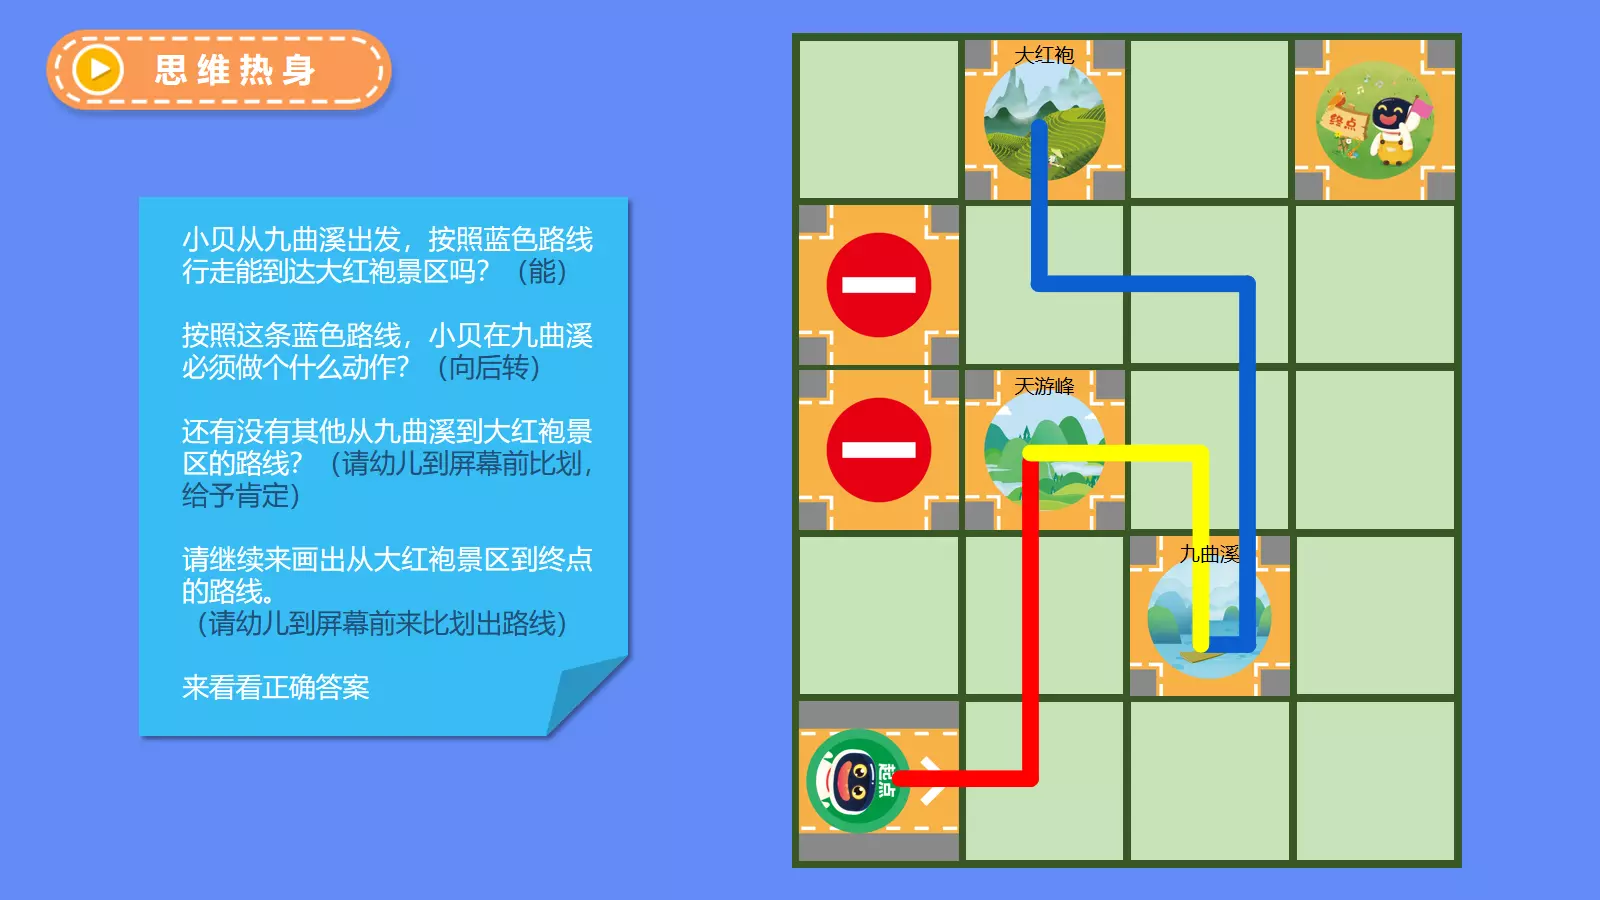 思维热身
小贝从九曲溪出发，按照蓝色路线
行走能到达大红袍景区吗？（能）
按照这条蓝色路线，小贝在九曲溪
必须做个什么动作？（向后转）
还有没有其他从九曲溪到大红袍景
区的路线？（请幼儿到屏幕前比划，
给予肯定）
请继续来画出从大红袍景区到终点
的路线。
（请幼儿到屏幕前来比划出路线）
来看看正确答案
大红袍
终点
天游峰
九曲溪
起点